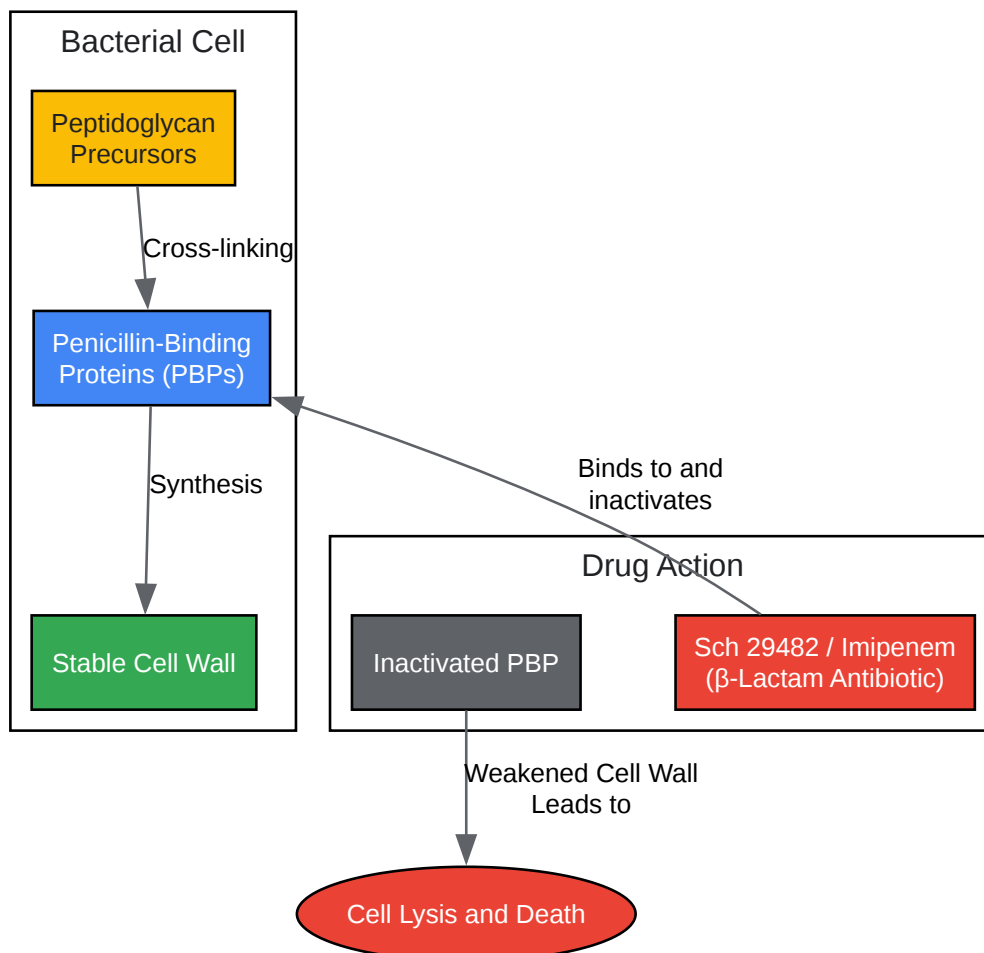 Bacterial Cell
Peptidoglycan
Precursors
Cross-linking
Penicillin-Binding
Proteins (PBPs)
Synthesis
Stable Cell Wall
Binds to and
inactivates
Drug Action
Inactivated PBP
Sch 29482 / Imipenem
(β-Lactam Antibiotic)
Weakened Cell Wall
Leads to
Cell Lysis and Death